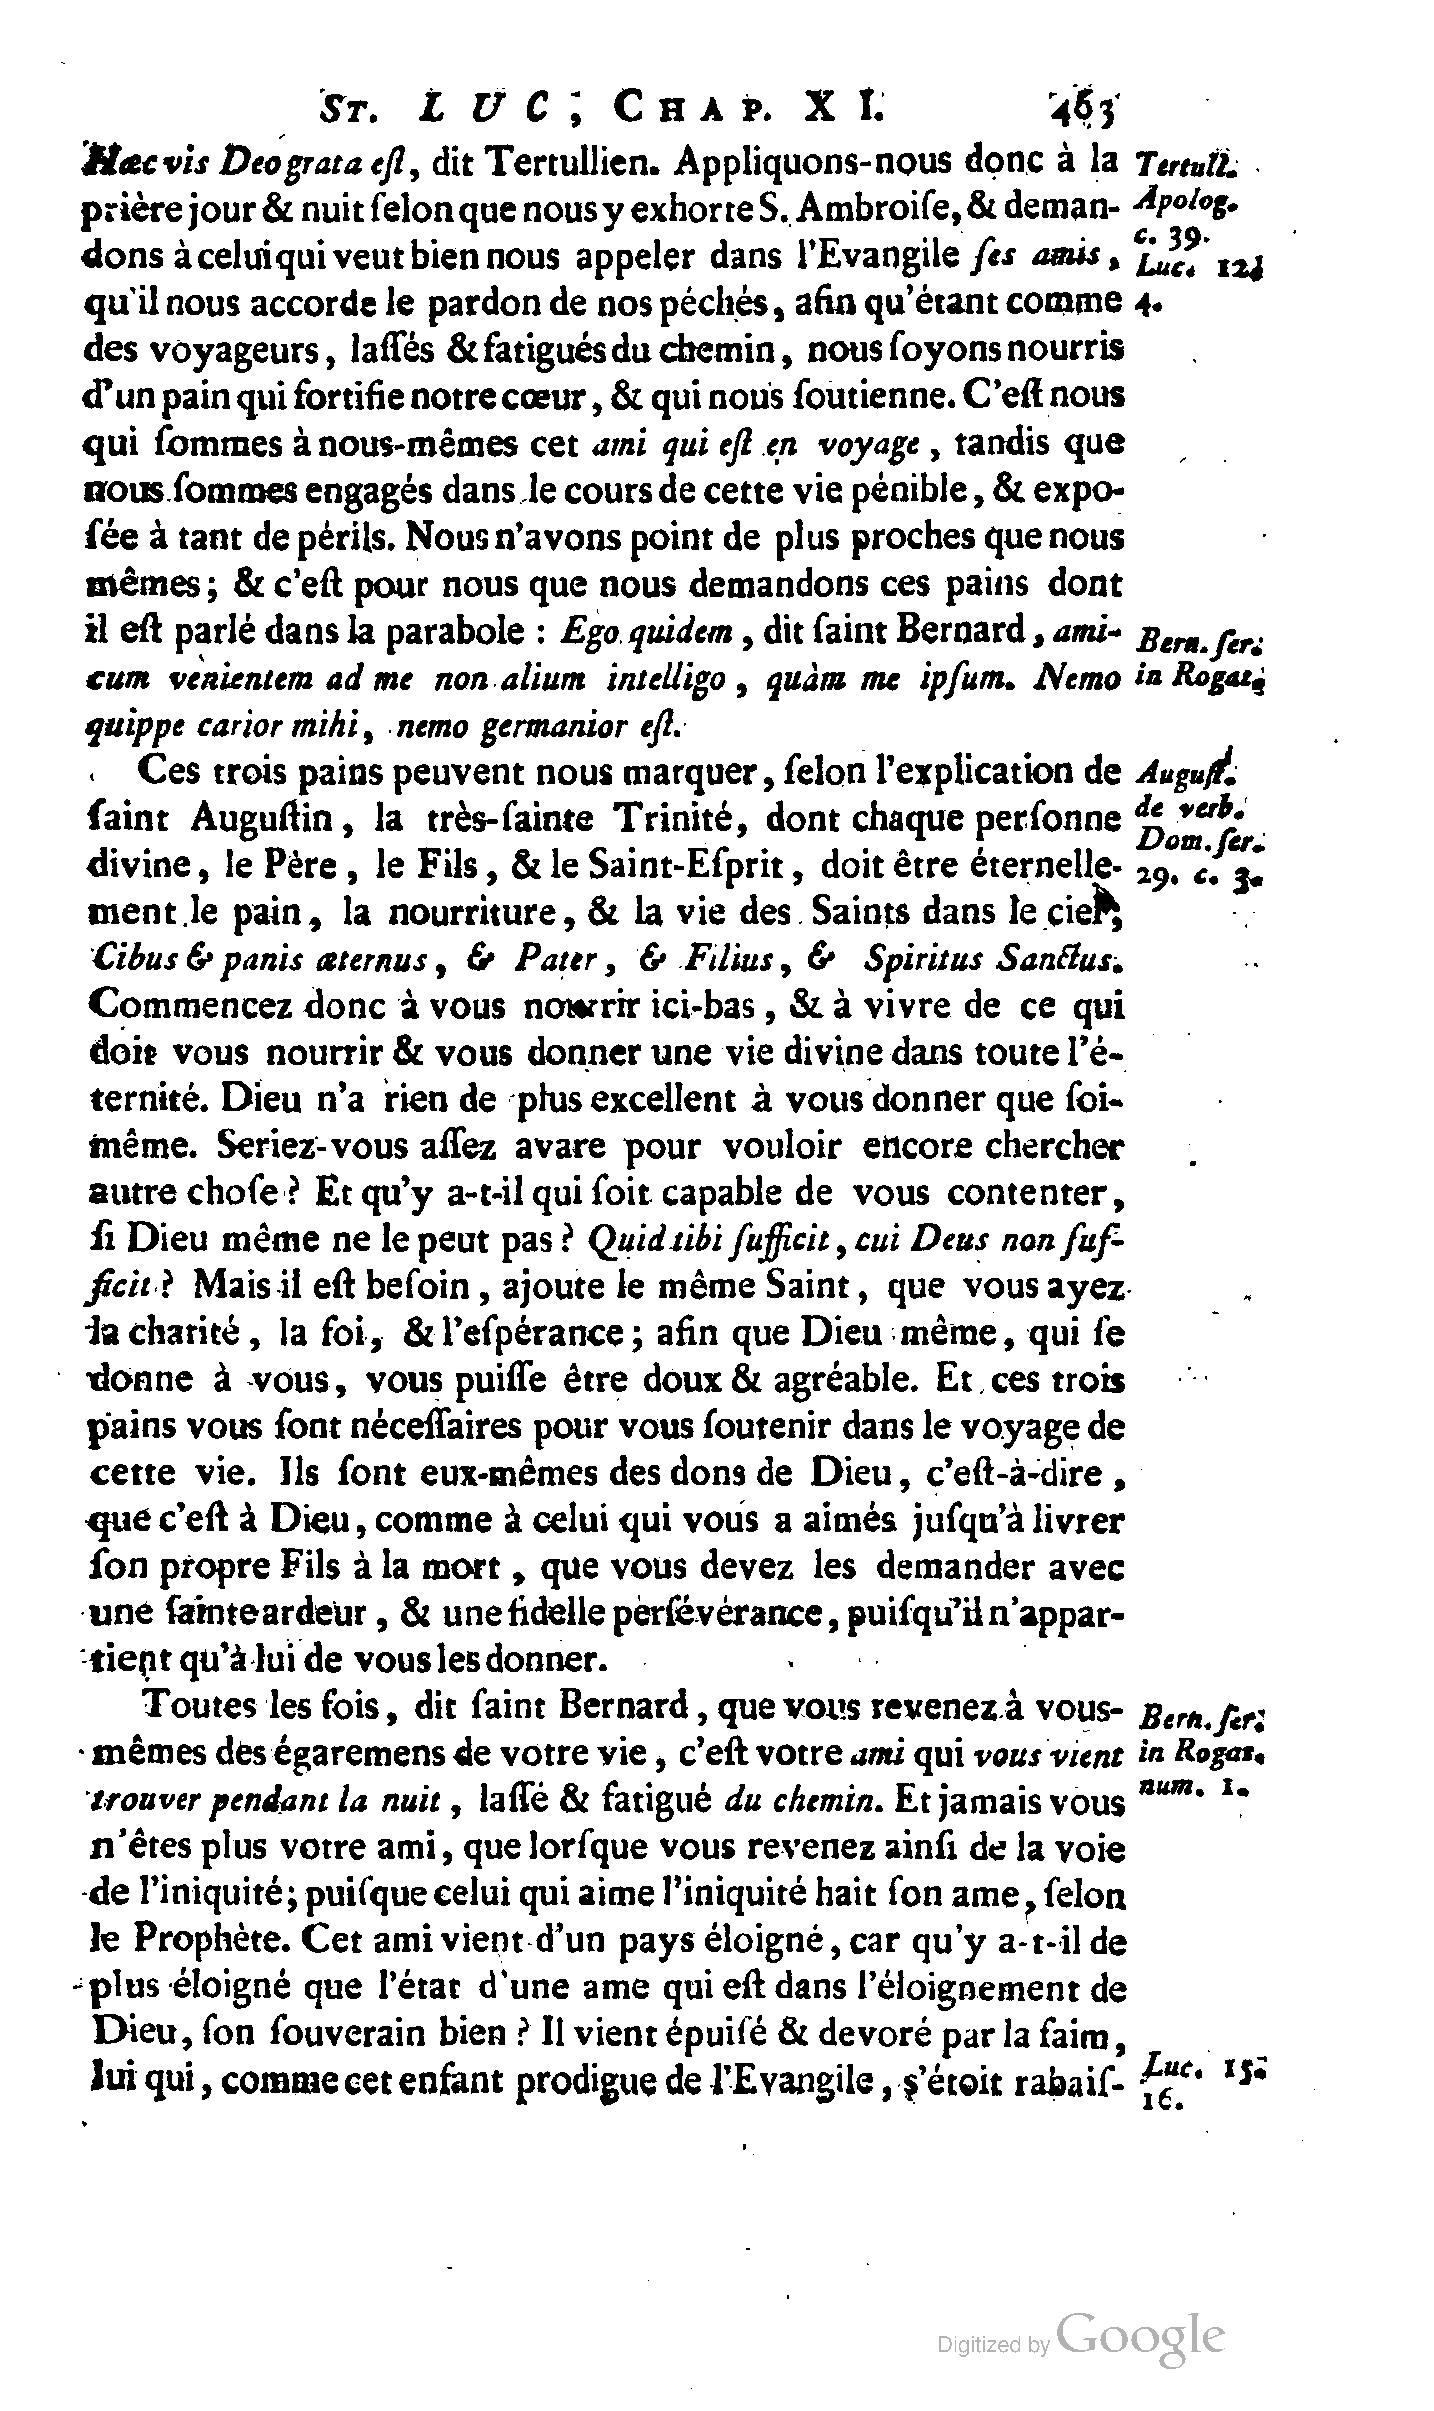 ST. LUC, CHAP. XI. 463
Hæc vis Deo grata eſt, dit Tertullien. Appliquons-nous donc à la
Tertull.
prière jour & nuit ſelon que nous y exhorte S. Ambroiſe, & deman-
Apolog.
c. 39.
dons à celui qui veut bien nous appeler dans l'Evangile ſes amis,
Luc. 12.
qu'il nous accorde le pardon de nos péchés, afin qu'étant comme
4.
des voyageurs, laſſés & fatigués du chemin, nous ſoyons nourris
d'un pain qui fortifie notre cœur, & qui nous ſoutienne. C'eſt nous
qui ſommes à nous-mêmes cet ami qui eſt en voyage, tandis que
nous ſommes engagés dans le cours de cette vie pénible, & expo-
ſée à tant de périls. Nous n'avons point de plus proches que nous
mêmes; & c'eſt pour nous que nous demandons ces pains dont
il eſt parlé dans la parabole : Ego quidem, dit ſaint Bernard, ami-
Bern. ſer.
cum venientem ad me non alium intelligo, quàm me ipſum. Nemo
in Rogat.
quippe carior mihi, nemo germanior eſt.
Ces trois pains peuvent nous marquer, ſelon l'explication de
Auguſt.
ſaint Auguſtin, la très-ſainte Trinité, dont chaque perſonne
de verb.
Dom. ſer.
divine, le Père, le Fils, & le Saint-Eſprit, doit être éternelle-
29. c. 3.
ment le pain, la nourriture, & la vie des Saints dans le ciel,
Cibus & panis æternus, & Pater, & Filius, & Spiritus Sanctus.
Commencez donc à vous nourrir ici-bas, & à vivre de ce qui
doit vous nourrir & vous donner une vie divine dans toute l'é-
ternité. Dieu n'a rien de plus excellent à vous donner que ſoi-
même. Seriez-vous aſſez avare pour vouloir encore chercher
autre choſe ? Et qu'y a-t-il qui ſoit capable de vous contenter,
ſi Dieu même ne le peut pas ? Quid tibi ſufficit, cui Deus non ſuf-
ficit ? Mais il eſt beſoin, ajoute le même Saint, que vous ayez
la charité, la foi, & l'eſpérance; afin que Dieu même, qui ſe
donne à vous, vous puiſſe être doux & agréable. Et ces trois
pains vous ſont néceſſaires pour vous ſoutenir dans le voyage de
cette vie. Ils ſont eux-mêmes des dons de Dieu, c'eſt-à-dire,
que c'eſt à Dieu, comme à celui qui vous a aimés juſqu'à livrer
ſon propre Fils à la mort, que vous devez les demander avec
une ſainte ardeur, & une fidelle perſévérance, puiſqu'il n'appar-
tient qu'à lui de vous les donner.
Toutes les fois, dit ſaint Bernard, que vous revenez à vous-
Bern. ſer.
mêmes des égaremens de votre vie, c'eſt votre ami qui vous vient
in Rogat.
trouver pendant la nuit, laſſé & fatigué du chemin. Et jamais vous
num. 1.
n'êtes plus votre ami, que lorſque vous revenez ainſi de la voie
de l'iniquité; puiſque celui qui aime l'iniquité hait ſon ame, ſelon
le Prophète. Cet ami vient d'un pays éloigné, car qu'y a-t-il de
plus éloigné que l'état d'une ame qui eſt dans l'éloignement de
Dieu, ſon ſouverain bien ? Il vient épuiſé & devoré par la faim,
lui qui, comme cet enfant prodigue de l'Evangile, s'étoit rabaiſ-
Luc. 15.
16.
Digitized by Google